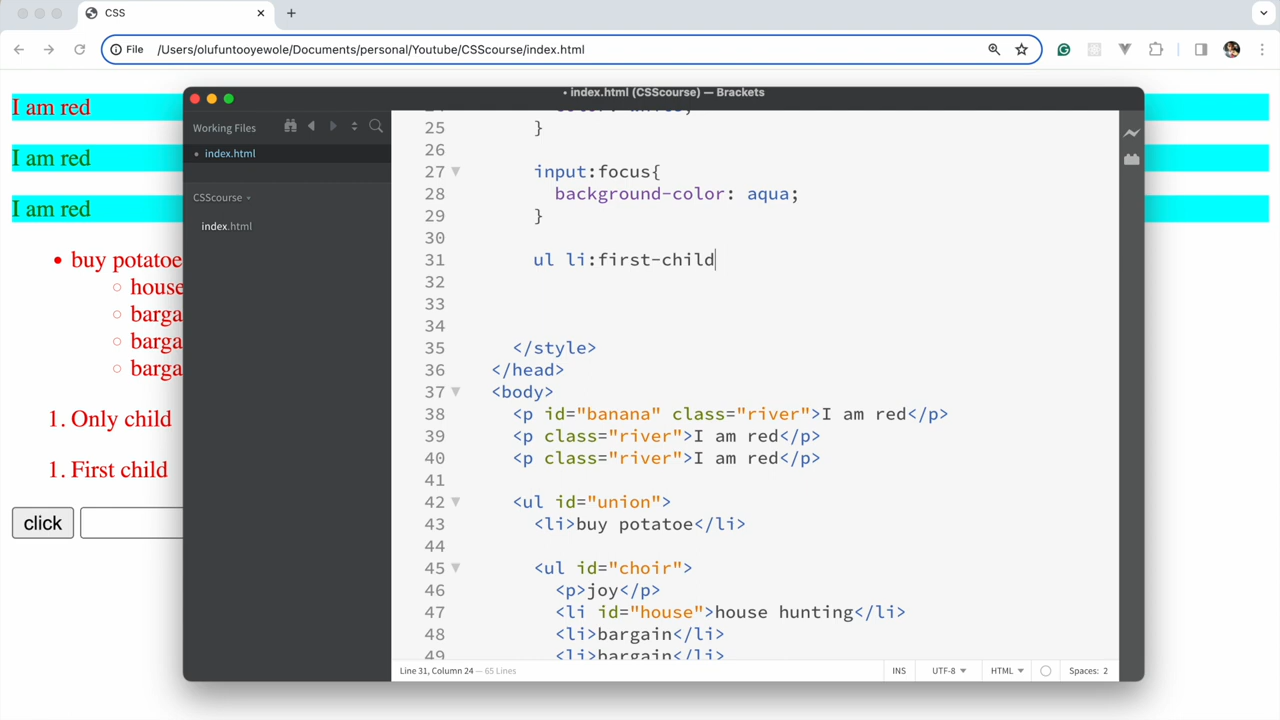 CSS
File /Users/olufuntooyewole/Documents/personal/Youtube/CSScourse/index.html
I am red
I am red
I am red
• buy potatoe
house
barga
barga
barga
1. Only child
1. First child
click
• index.html (CSScourse) — Brackets
Working Files
• index.html
CSScourse
index.html
25 }
26
27 input:focus{
28 background-color: aqua;
29 }
30
31 ul li:first-child
32
33
34
35 </style>
36 </head>
37 <body>
38 <p id="banana" class="river">I am red</p>
39 <p class="river">I am red</p>
40 <p class="river">I am red</p>
41
42 <ul id="union">
43 <li>buy potatoe</li>
44
45 <ul id="choir">
46 <p>joy</p>
47 <li id="house">house hunting</li>
48 <li>bargain</li>
49 <li>bargain</li>
Line 31, Column 24 — 65 Lines
INS UTF-8 HTML Spaces: 2